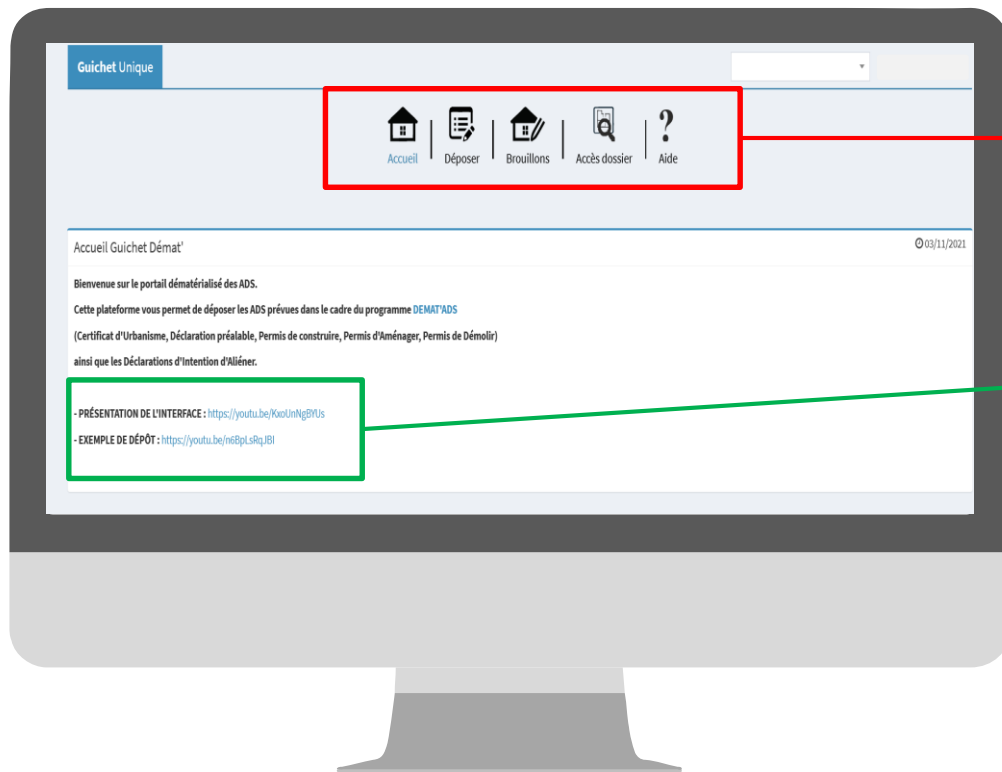 Guichet Unique
Accueil
Déposer
Brouillons
Accès dossier
Aide
Accueil Guichet Démat'
03/11/2021
Bienvenue sur le portail dématérialisé des ADS.
Cette plateforme vous permet de déposer les ADS prévues dans le cadre du programme DEMAT'ADS
(Certificat d'Urbanisme, Déclaration préalable, Permis de construire, Permis d'Aménager, Permis de Démolir)
ainsi que les Déclarations d'Intention d'Aliéner.
- PRÉSENTATION DE L'INTERFACE : https://youtu.be/KxoUnNgBYUs
- EXEMPLE DE DÉPÔT : https://youtu.be/n6BpLsRqJBI